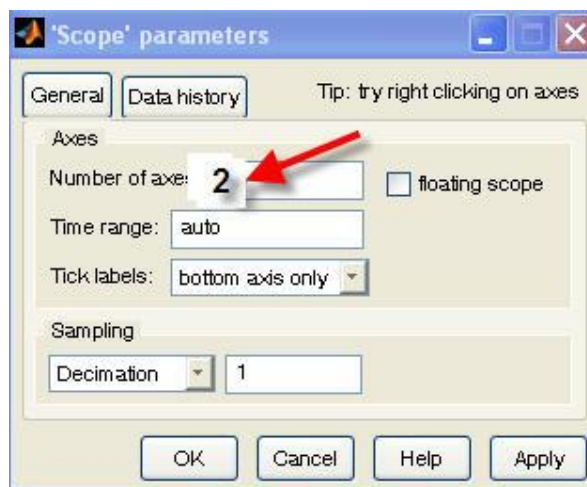 'Scope' parameters
General Data history Tip: try right clicking on axes
Axes
Number of axes 2 floating scope
Time range: auto
Tick labels: bottom axis only
Sampling
Decimation 1
OK Cancel Help Apply